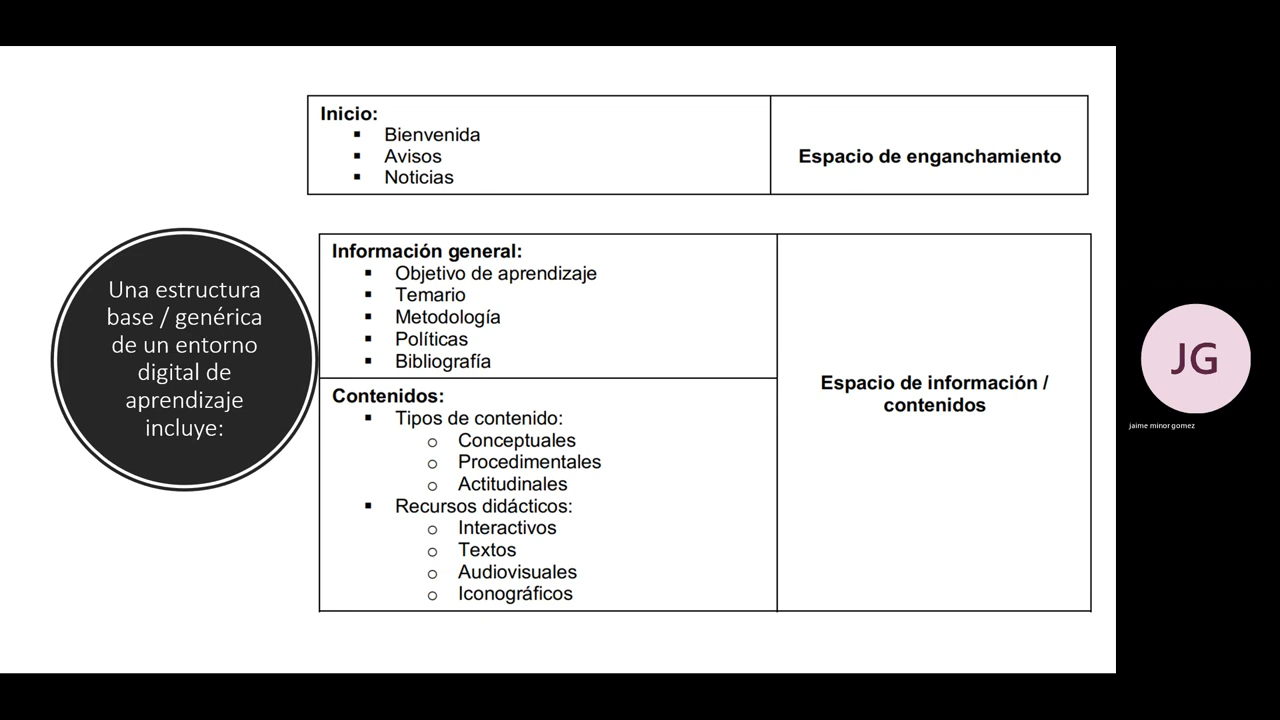 Inicio:
▪ Bienvenida
▪ Avisos
▪ Noticias
Espacio de enganchamiento
Una estructura
base / genérica
de un entorno
digital de
aprendizaje
incluye:
Información general:
▪ Objetivo de aprendizaje
▪ Temario
▪ Metodología
▪ Políticas
▪ Bibliografía
Contenidos:
▪ Tipos de contenido:
o Conceptuales
o Procedimentales
o Actitudinales
▪ Recursos didácticos:
o Interactivos
o Textos
o Audiovisuales
o Iconográficos
Espacio de información /
contenidos
JG
jaime minor gomez